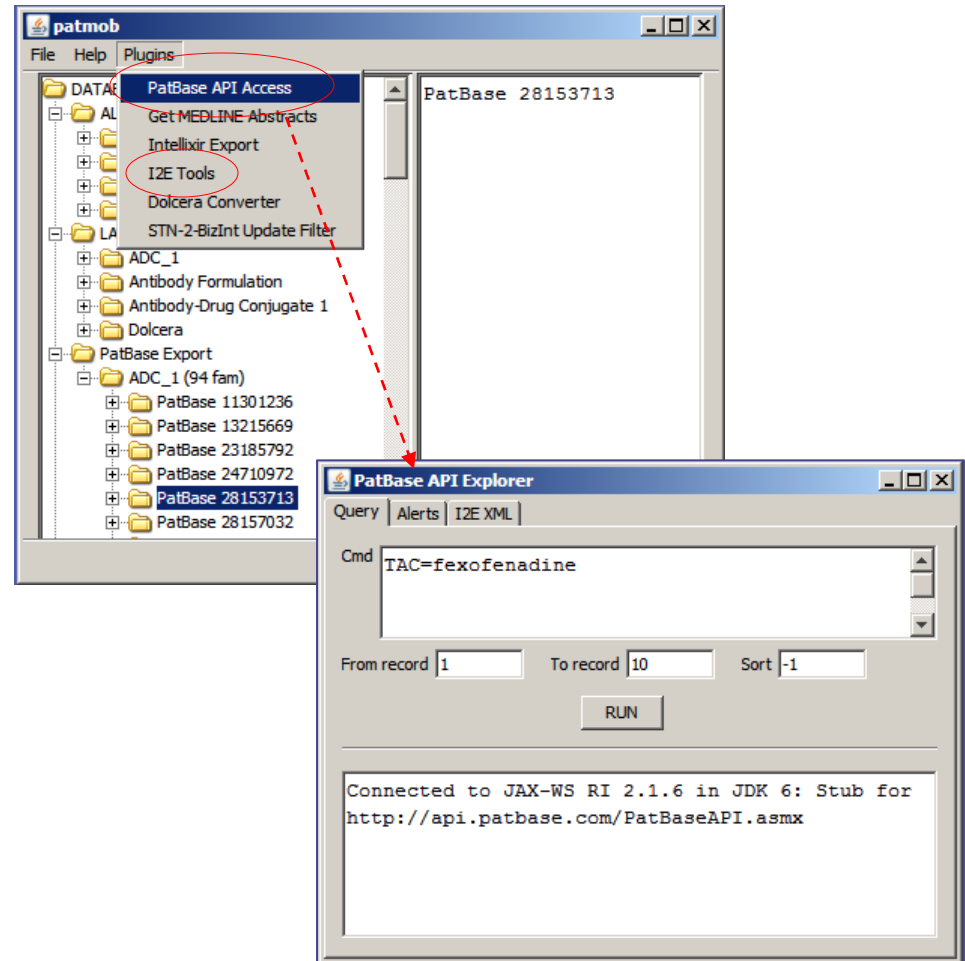 patmob
File Help Plugins
DATAB
PatBase API Access
AL
Get MEDLINE Abstracts
Intellixir Export
I2E Tools
Dolcera Converter
LA
STN-2-BizInt Update Filter
ADC_1
Antibody Formulation
Antibody-Drug Conjugate 1
Dolcera
PatBase Export
ADC_1 (94 fam)
PatBase 11301236
PatBase 13215669
PatBase 23185792
PatBase 24710972
PatBase 28153713
PatBase 28157032
PatBase 28153713
PatBase API Explorer
Query Alerts I2E XML
Cmd TAC=fexofenadine
From record 1 To record 10 Sort -1
RUN
Connected to JAX-WS RI 2.1.6 in JDK 6: Stub for
http://api.patbase.com/PatBaseAPI.asmx